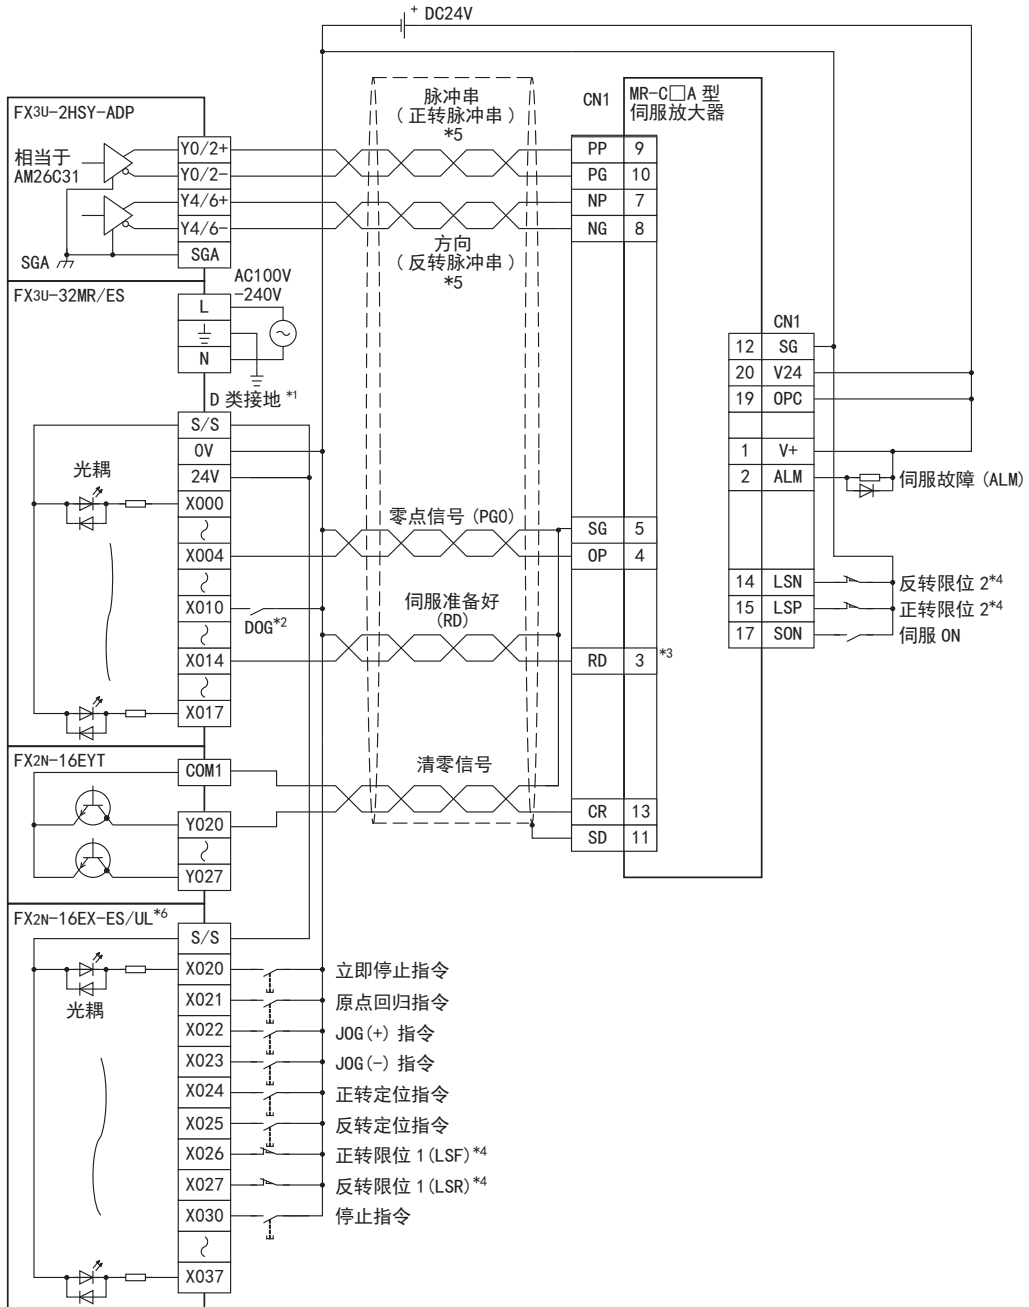 + DC24V
FX3U-2HSY-ADP
相当于
AM26C31
Y0/2+
Y0/2-
Y4/6+
Y4/6-
SGA
SGA
脉冲串
(正转脉冲串)
*5
方向
(反转脉冲串)
*5
CN1
MR-C□A 型
伺服放大器
PP 9
PG 10
NP 7
NG 8
FX3U-32MR/ES
AC100V
-240V
L
N
D 类接地 *1
S/S
0V
24V
光耦
X000
X004
X010
X014
X017
DOG*2
零点信号 (PG0)
伺服准备好
(RD)
SG 5
OP 4
RD 3 *3
CN1
12 SG
20 V24
19 OPC
1 V+
2 ALM
伺服故障 (ALM)
14 LSN
反转限位 2*4
15 LSP
正转限位 2*4
17 SON
伺服 ON
FX2N-16EYT
COM1
Y020
Y027
清零信号
CR 13
SD 11
FX2N-16EX-ES/UL*6
S/S
光耦
X020 立即停止指令
X021 原点回归指令
X022 JOG(+) 指令
X023 JOG(-) 指令
X024 正转定位指令
X025 反转定位指令
X026 正转限位 1(LSF)*4
X027 反转限位 1(LSR)*4
X030 停止指令
X037